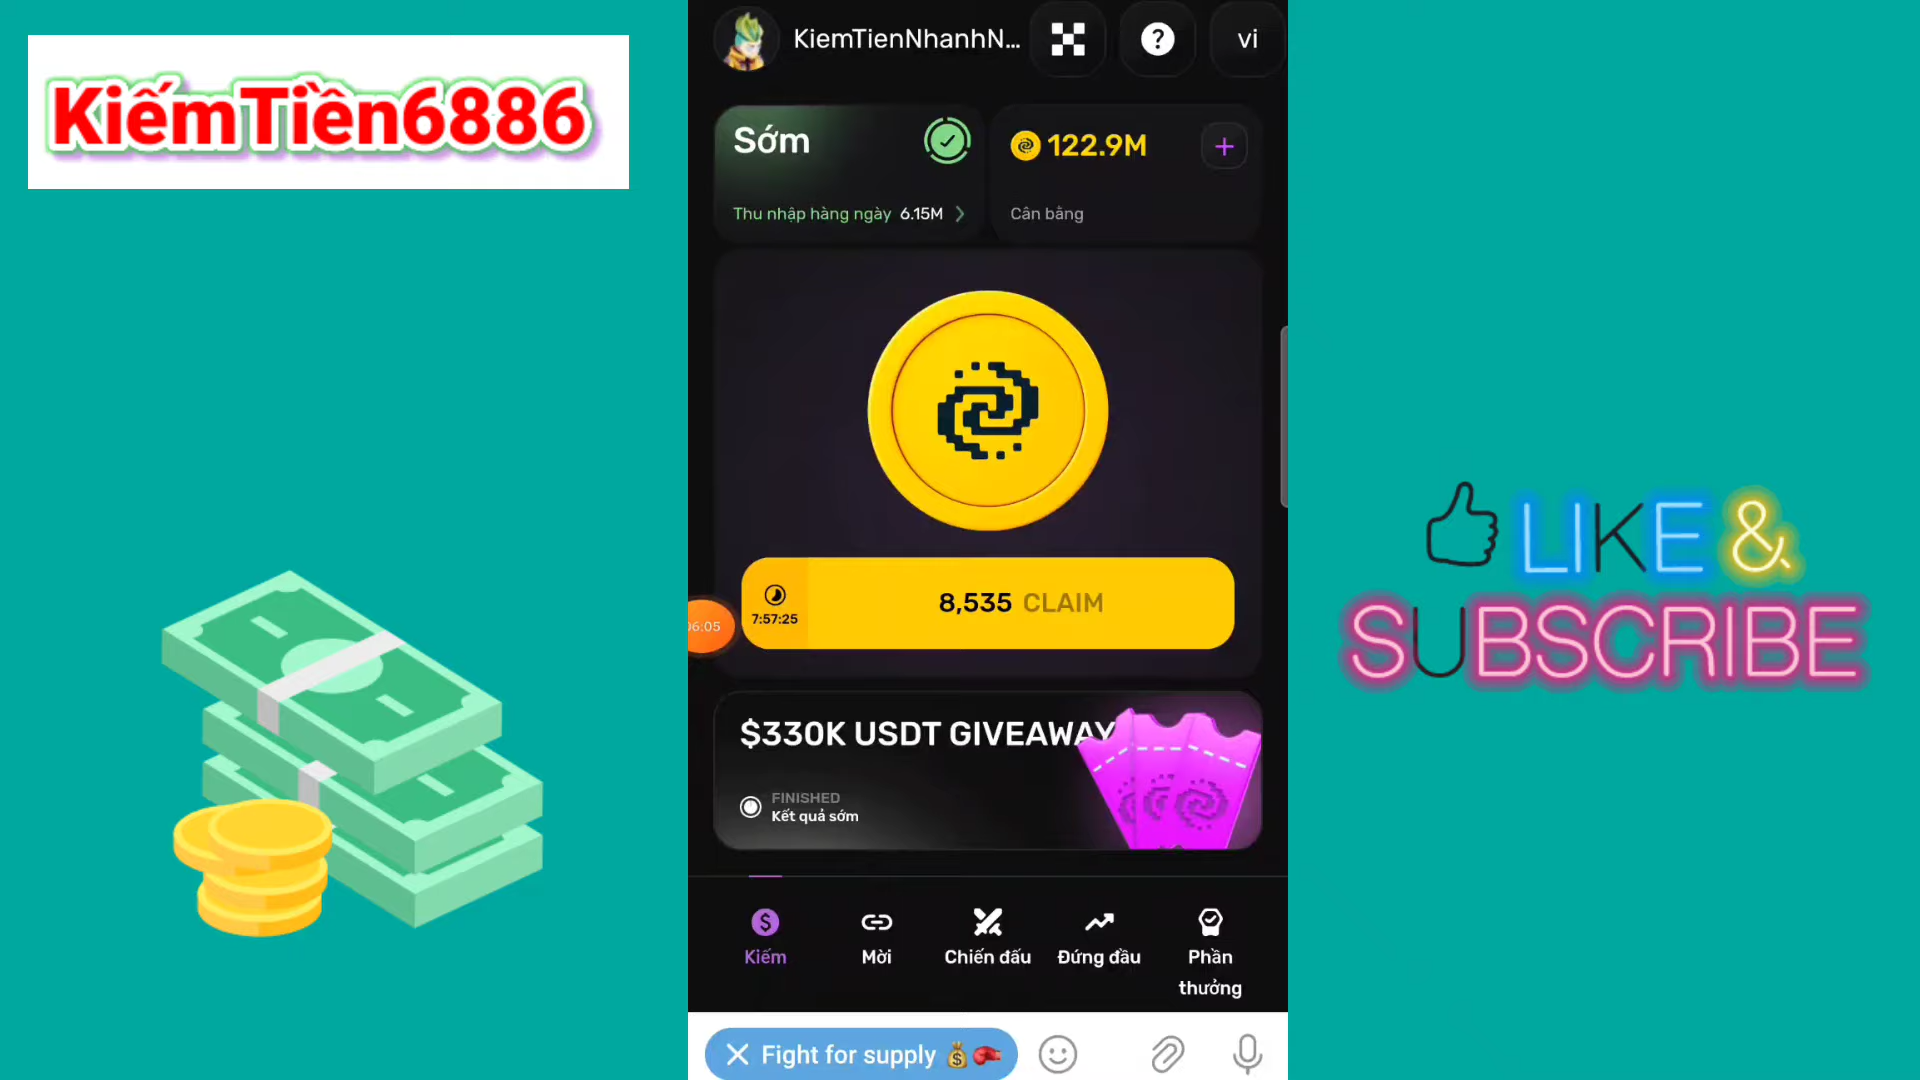 KiếmTiền6886
KiemTienNhanhN...
vi
Sớm
122.9M
Thu nhập hàng ngày 6.15M
Cân bằng
7:57:25
8,535 CLAIM
06:05
$330K USDT GIVEAWAY
FINISHED
Kết quả sớm
Kiếm
Mời
Chiến đấu
Đứng đầu
Phần
thưởng
Fight for supply 💰🥊
LIKE &
SUBSCRIBE